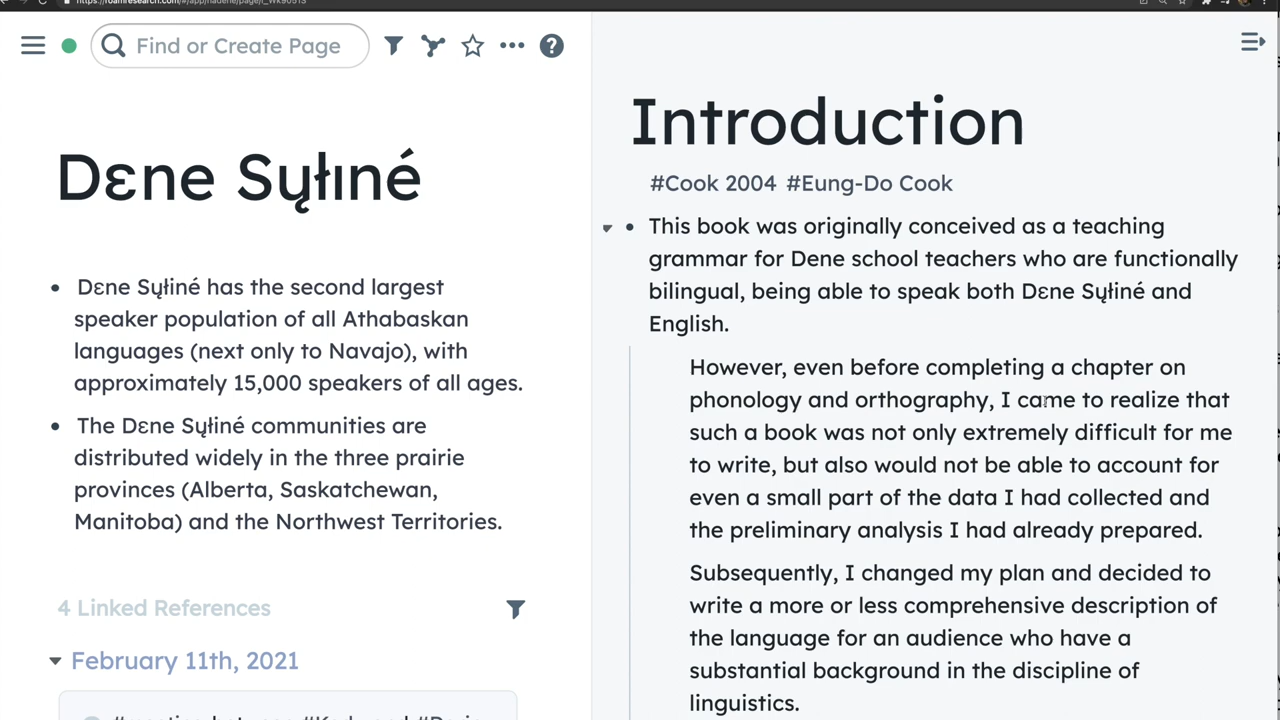 Find or Create Page
Dɛne Sųłıné
Dɛne Sųłiné has the second largest
speaker population of all Athabaskan
languages (next only to Navajo), with
approximately 15,000 speakers of all ages.
The Dɛne Sųłiné communities are
distributed widely in the three prairie
provinces (Alberta, Saskatchewan,
Manitoba) and the Northwest Territories.
4 Linked References
February 11th, 2021
Introduction
#Cook 2004 #Eung-Do Cook
This book was originally conceived as a teaching
grammar for Dene school teachers who are functionally
bilingual, being able to speak both Dɛne Sųłiné and
English.
However, even before completing a chapter on
phonology and orthography, I came to realize that
such a book was not only extremely difficult for me
to write, but also would not be able to account for
even a small part of the data I had collected and
the preliminary analysis I had already prepared.
Subsequently, I changed my plan and decided to
write a more or less comprehensive description of
the language for an audience who have a
substantial background in the discipline of
linguistics.